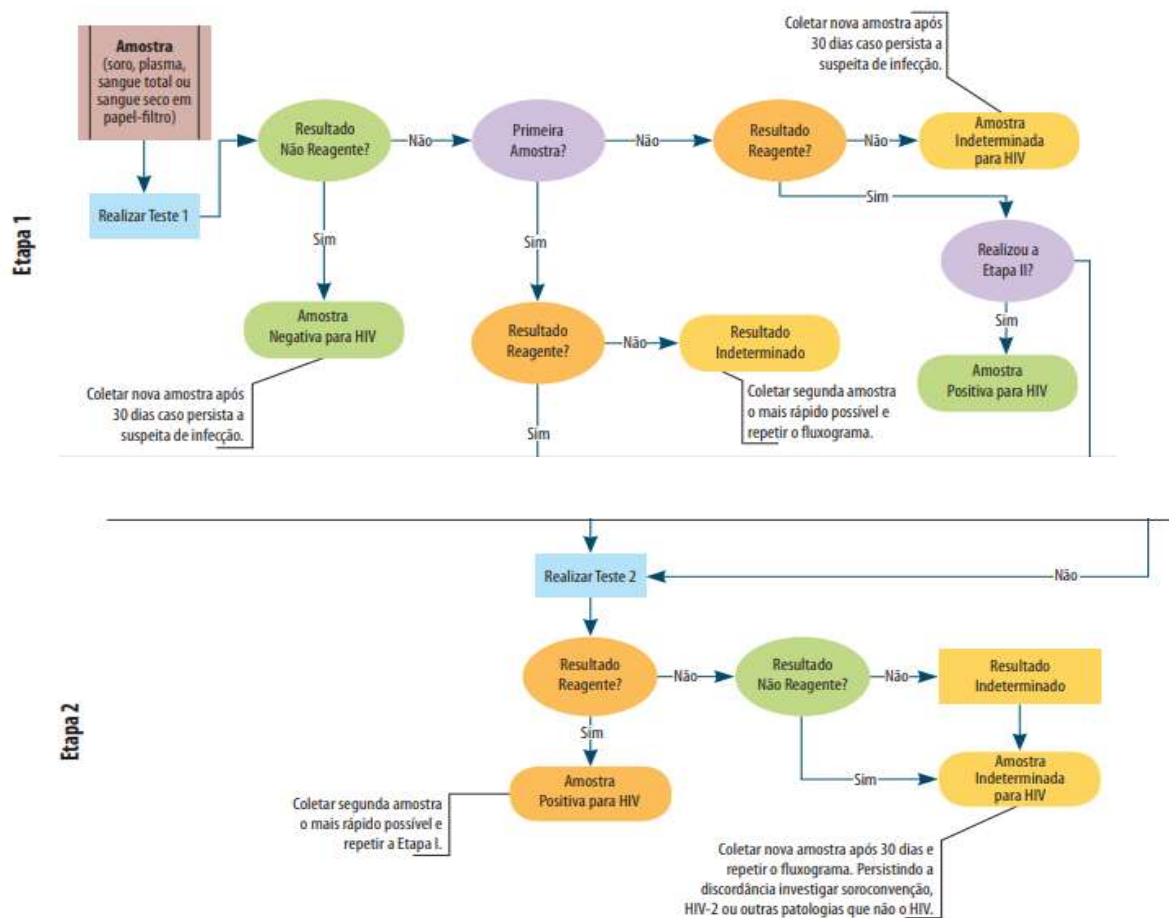 Etapa 1
Amostra
(soro, plasma,
sangue total ou
sangue seco em
papel-filtro)
Realizar Teste 1
Resultado
Não Reagente?
Não
Primeira
Amostra?
Não
Resultado
Reagente?
Não
Amostra
Indeterminada
para HIV
Coletar nova amostra após
30 dias caso persista a
suspeita de infecção.
Sim
Realizou a
Etapa II?
Sim
Amostra
Positiva para HIV
Sim
Amostra
Negativa para HIV
Coletar nova amostra após
30 dias caso persista a
suspeita de infecção.
Sim
Resultado
Reagente?
Não
Resultado
Indeterminado
Coletar segunda amostra
o mais rápido possível e
repetir o fluxograma.
Sim
Etapa 2
Realizar Teste 2
Não
Resultado
Reagente?
Não
Resultado
Não Reagente?
Não
Resultado
Indeterminado
Sim
Amostra
Positiva para HIV
Coletar segunda amostra
o mais rápido possível e
repetir a Etapa I.
Sim
Amostra
Indeterminada
para HIV
Coletar nova amostra após 30 dias e
repetir o fluxograma. Persistindo a
discordância investigar soroconvenção,
HIV-2 ou outras patologias que não o HIV.